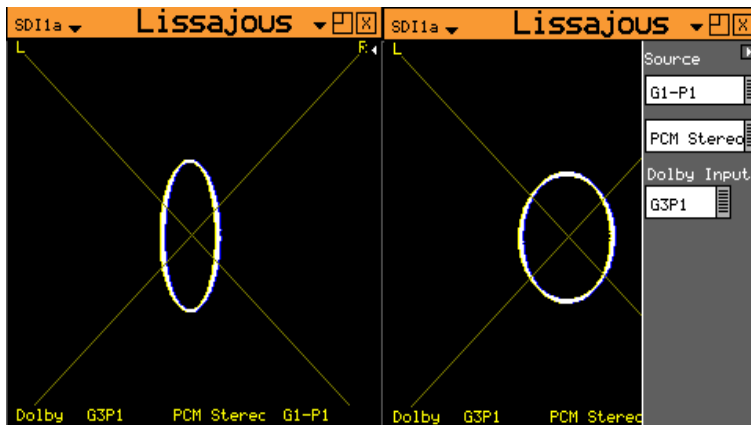 SDI1a Lissajous
L R
Dolby G3P1 PCM Sterec G1-P1
SDI1a Lissajous
L
Dolby G3P1 PCM Stereo
Source
G1-P1
PCM Stereo
Dolby Input
G3P1